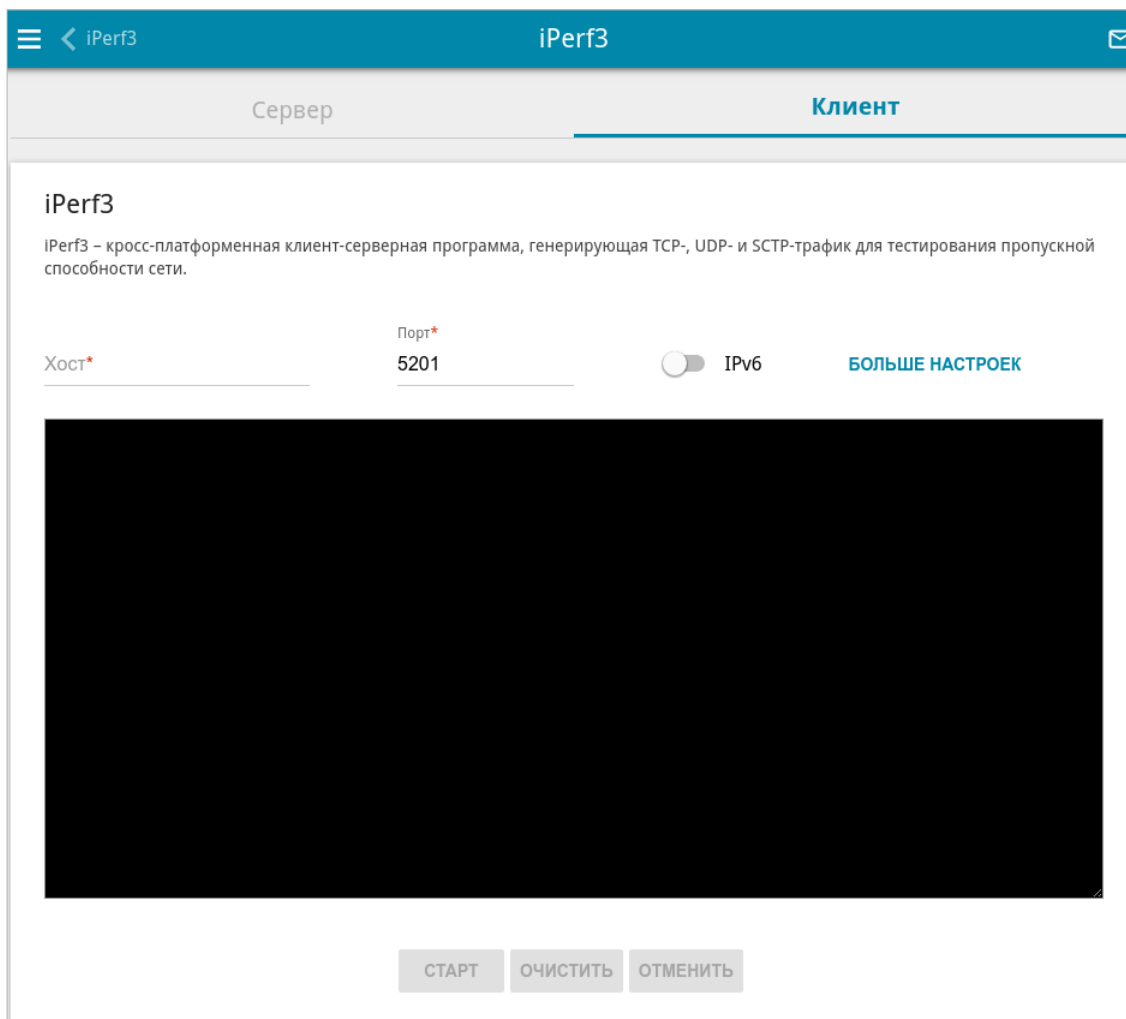 iPerf3
iPerf3
Сервер
Клиент
iPerf3
iPerf3 – кросс-платформенная клиент-серверная программа, генерирующая TCP-, UDP- и SCTP-трафик для тестирования пропускной
способности сети.
Порт*
Хост*
5201
IPv6
БОЛЬШЕ НАСТРОЕК
СТАРТ
ОЧИСТИТЬ
ОТМЕНИТЬ